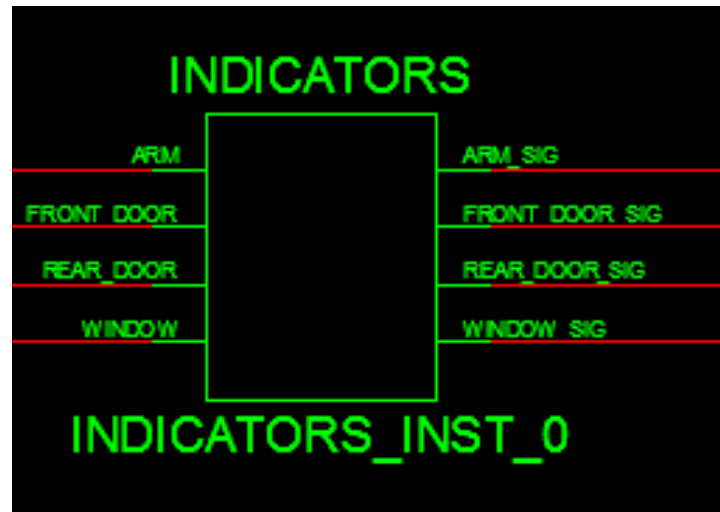 INDICATORS
ARM ARM_SIG
FRONT_DOOR FRONT_DOOR_SIG
REAR_DOOR REAR_DOOR_SIG
WINDOW WINDOW_SIG
INDICATORS_INST_0